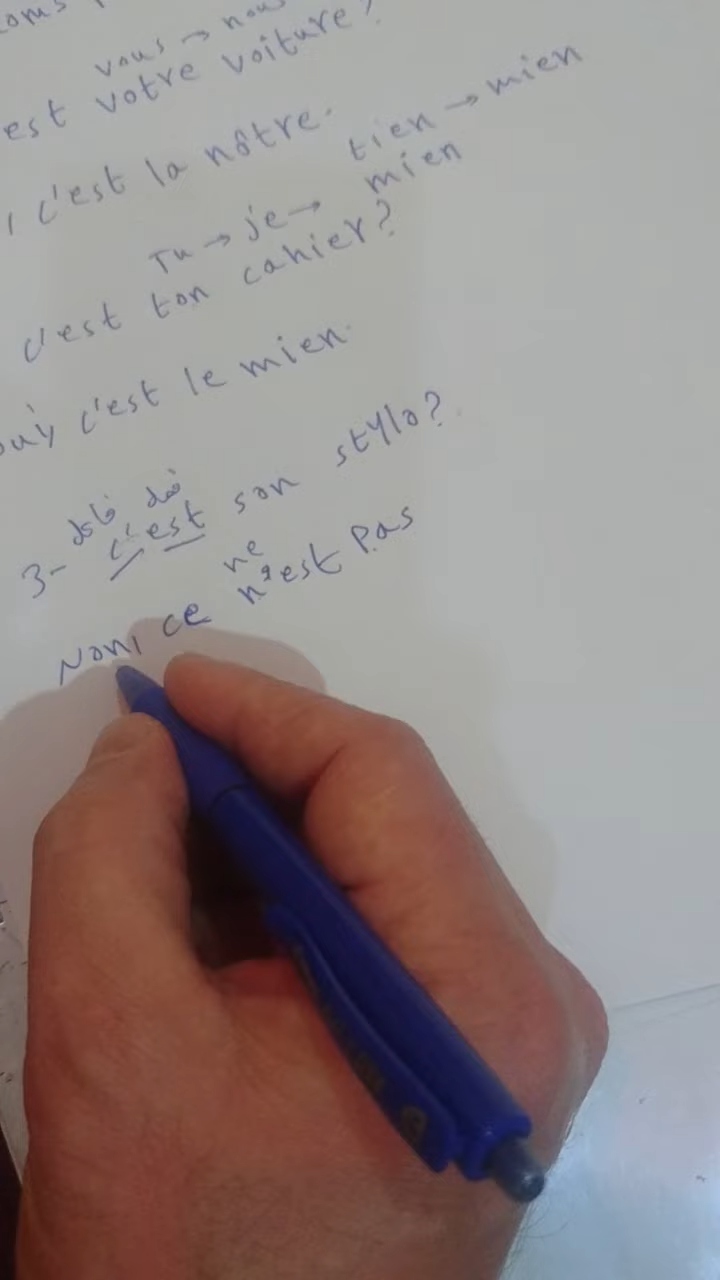 vous → nous
est votre voiture?
, c'est la nôtre.
tien → mien
Tu → je → mien
c'est ton cahier?
oui, c'est le mien.
3- c'est son stylo?
ne
Non, ce n'est pas